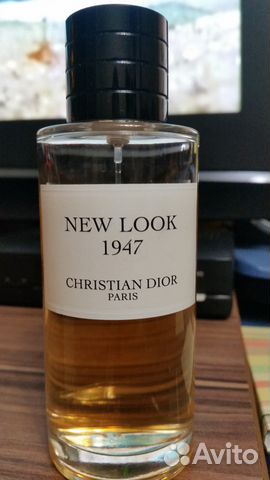 NEW LOOK
1947
CHRISTIAN DIOR
PARIS
Avito